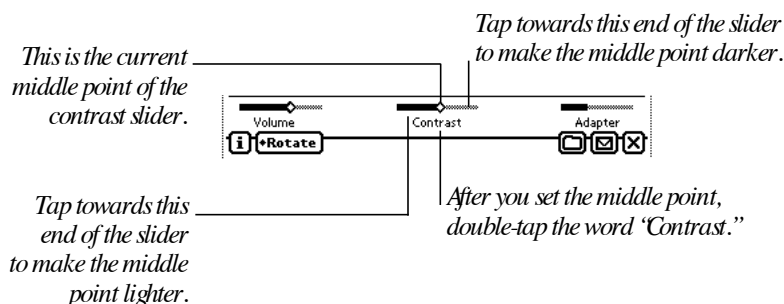 Tap towards this end of the slider
to make the middle point darker.
This is the current
middle point of the
contrast slider.
Volume
Contrast
Adapter
i
Rotate
X
After you set the middle point,
double-tap the word “Contrast.”
Tap towards this
end of the slider
to make the middle
point lighter.